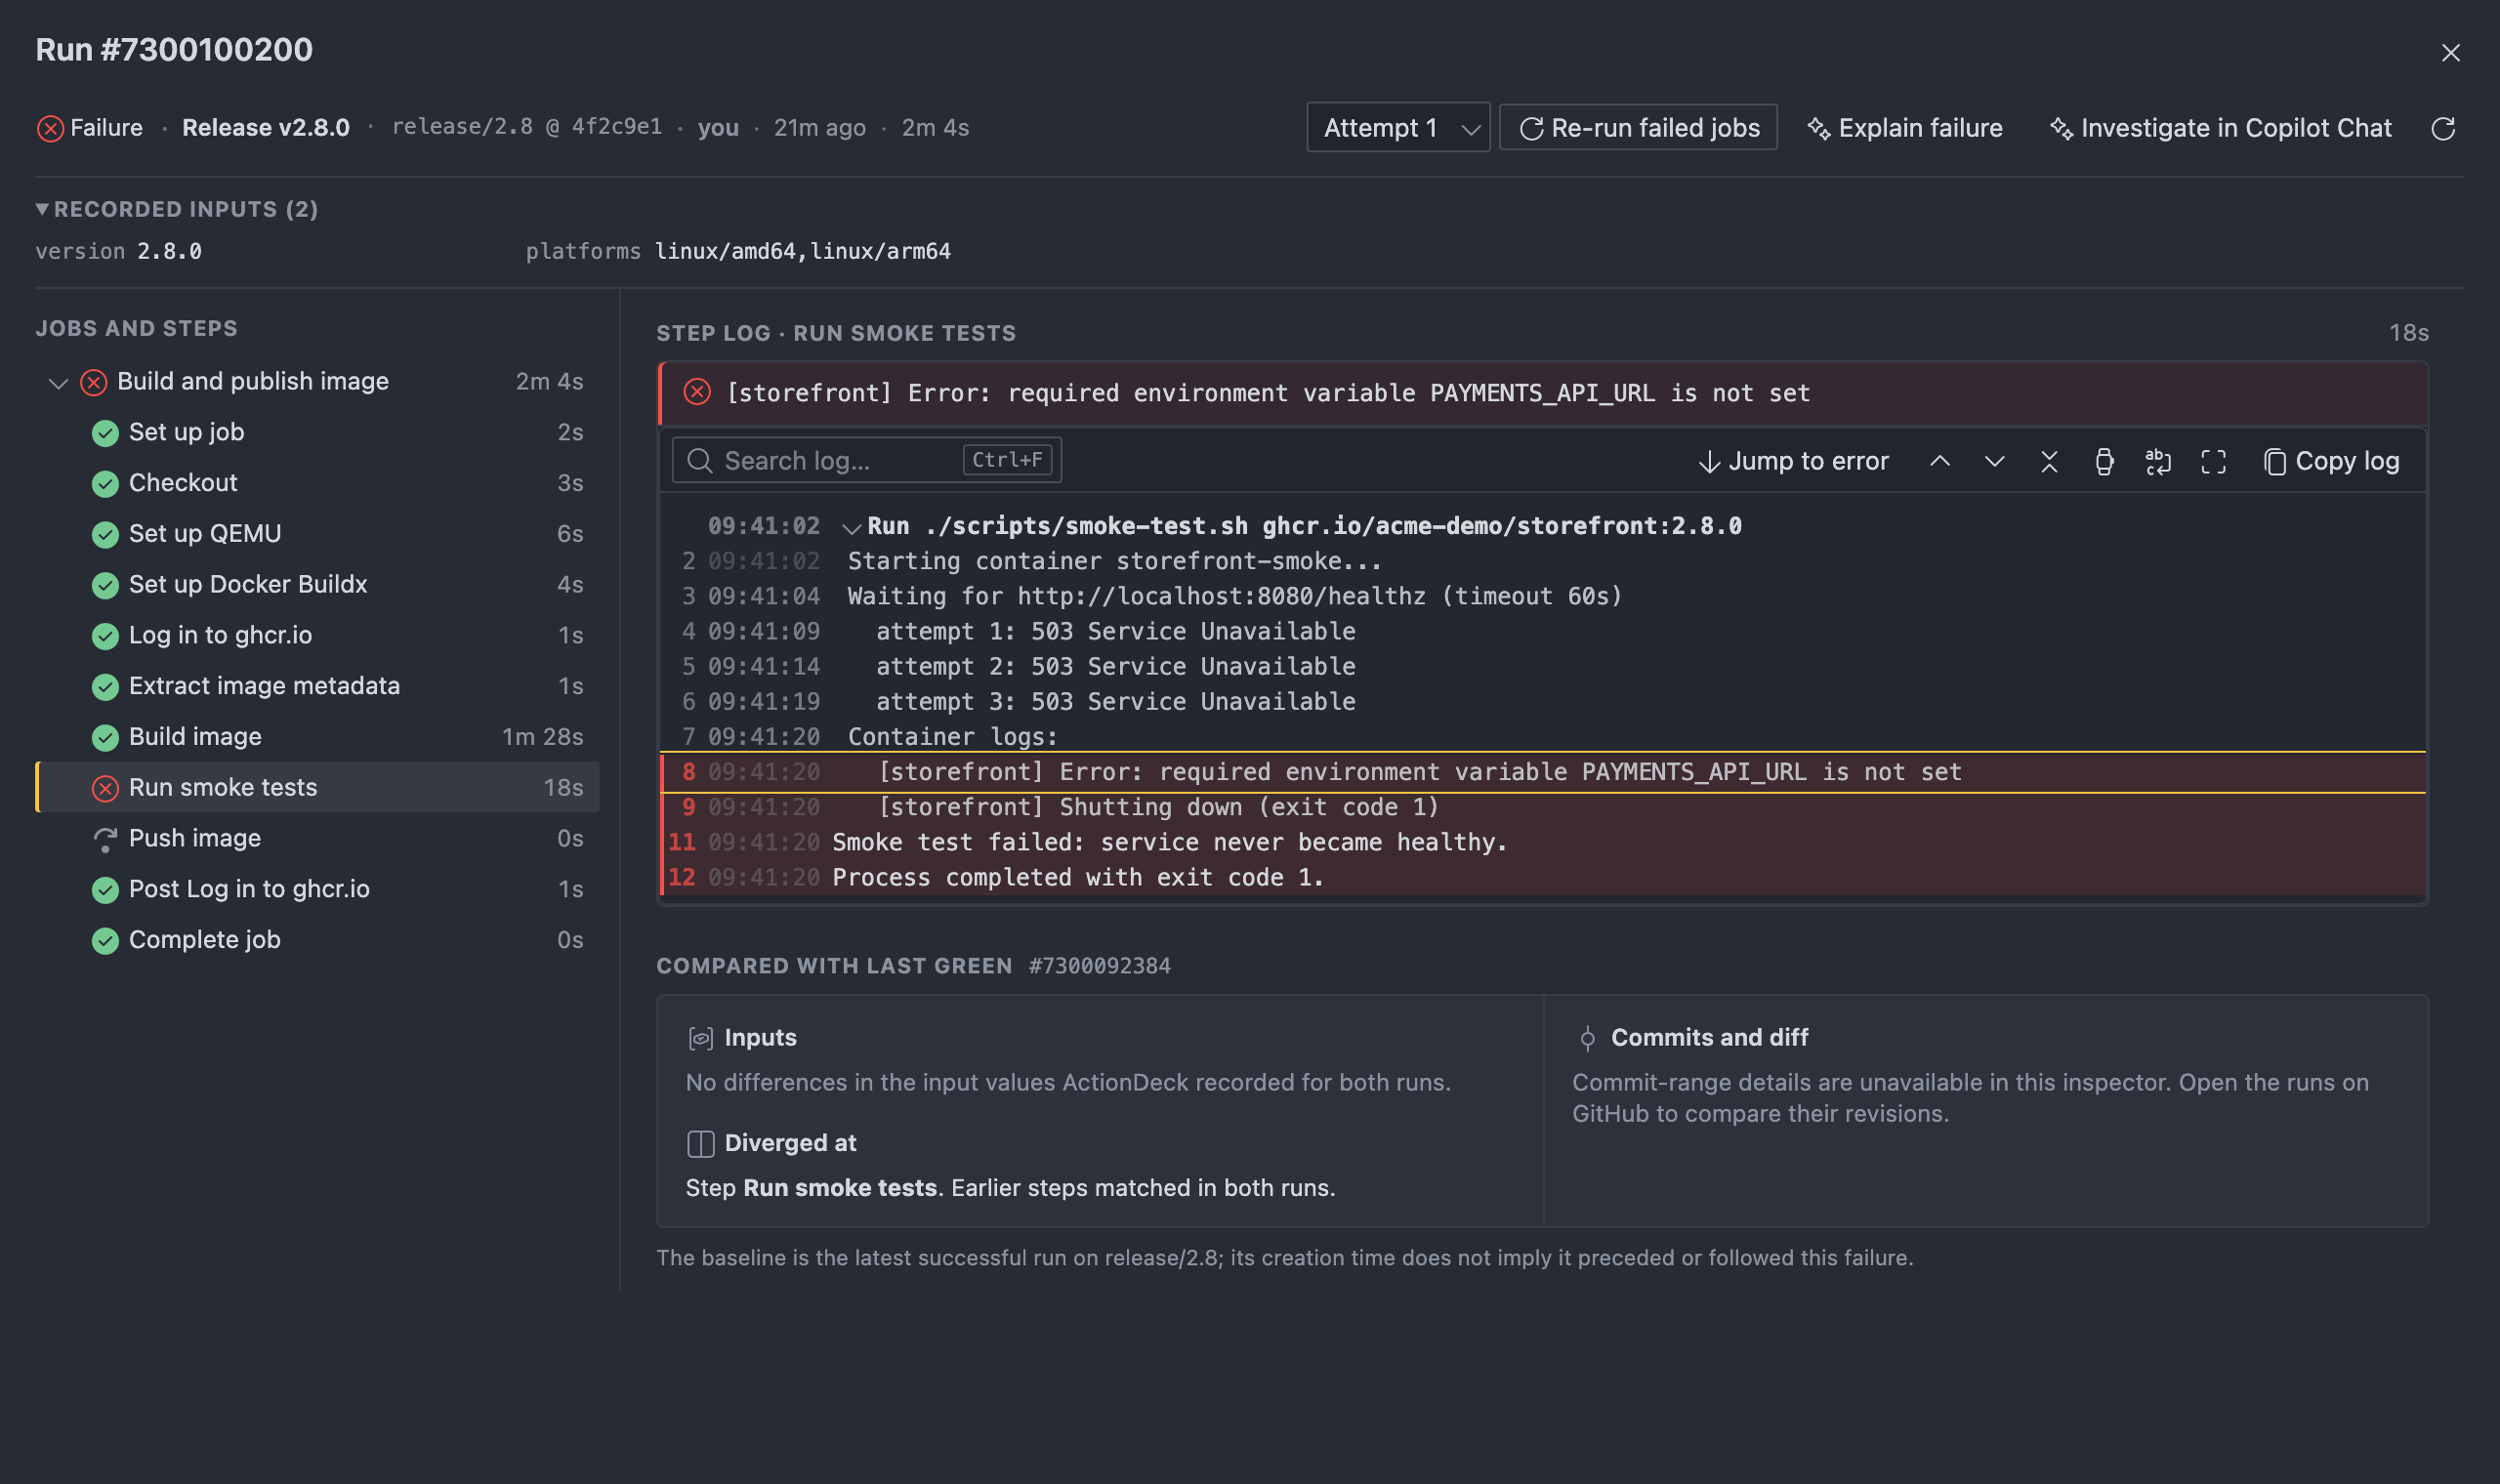 Run #7300100200
Failure · Release v2.8.0 · release/2.8 @ 4f2c9e1 · you · 21m ago · 2m 4s
Attempt 1
Re-run failed jobs
Explain failure
Investigate in Copilot Chat
RECORDED INPUTS (2)
version 2.8.0
platforms linux/amd64,linux/arm64
JOBS AND STEPS
Build and publish image 2m 4s
Set up job 2s
Checkout 3s
Set up QEMU 6s
Set up Docker Buildx 4s
Log in to ghcr.io 1s
Extract image metadata 1s
Build image 1m 28s
Run smoke tests 18s
Push image 0s
Post Log in to ghcr.io 1s
Complete job 0s
STEP LOG · RUN SMOKE TESTS 18s
[storefront] Error: required environment variable PAYMENTS_API_URL is not set
Search log... Ctrl+F
Jump to error
Copy log
09:41:02 Run ./scripts/smoke-test.sh ghcr.io/acme-demo/storefront:2.8.0
2 09:41:02 Starting container storefront-smoke...
3 09:41:04 Waiting for http://localhost:8080/healthz (timeout 60s)
4 09:41:09 attempt 1: 503 Service Unavailable
5 09:41:14 attempt 2: 503 Service Unavailable
6 09:41:19 attempt 3: 503 Service Unavailable
7 09:41:20 Container logs:
8 09:41:20 [storefront] Error: required environment variable PAYMENTS_API_URL is not set
9 09:41:20 [storefront] Shutting down (exit code 1)
11 09:41:20 Smoke test failed: service never became healthy.
12 09:41:20 Process completed with exit code 1.
COMPARED WITH LAST GREEN #7300092384
Inputs
No differences in the input values ActionDeck recorded for both runs.
Diverged at
Step Run smoke tests. Earlier steps matched in both runs.
Commits and diff
Commit-range details are unavailable in this inspector. Open the runs on
GitHub to compare their revisions.
The baseline is the latest successful run on release/2.8; its creation time does not imply it preceded or followed this failure.